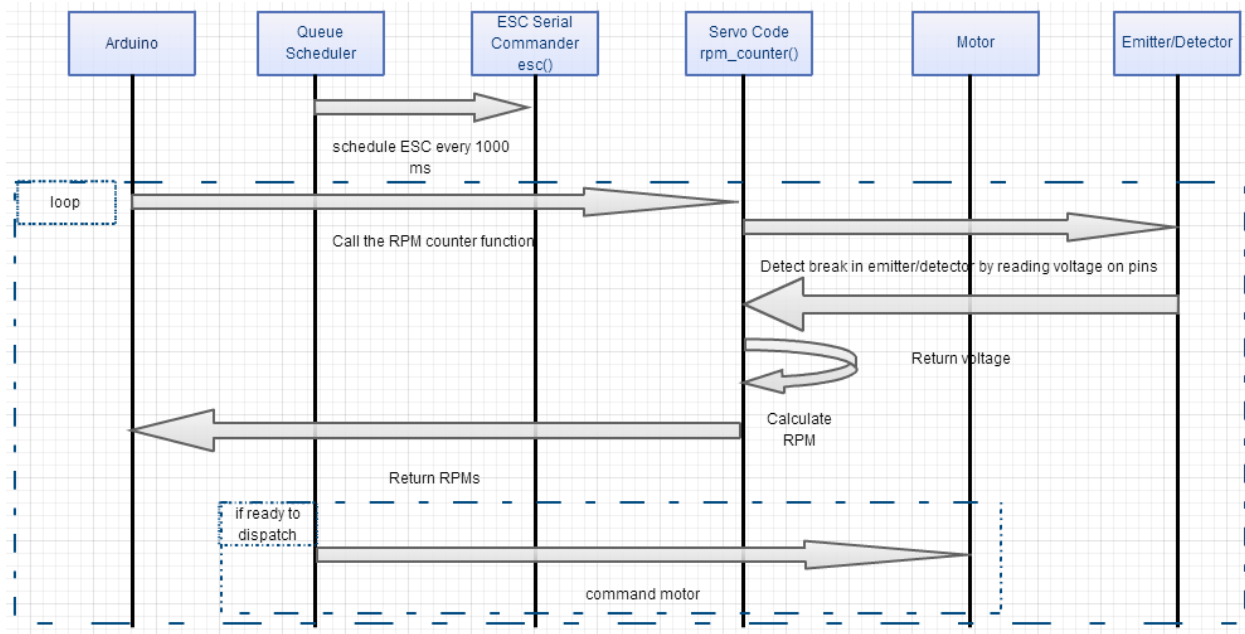 Arduino
Queue
Scheduler
ESC Serial
Commander
esc()
Servo Code
rpm_counter()
Motor
Emitter/Detector
schedule ESC every 1000
ms
loop
Call the RPM counter function
Detect break in emitter/detector by reading voltage on pins
Return voltage
Calculate
RPM
Return RPMs
if ready to
dispatch
command motor